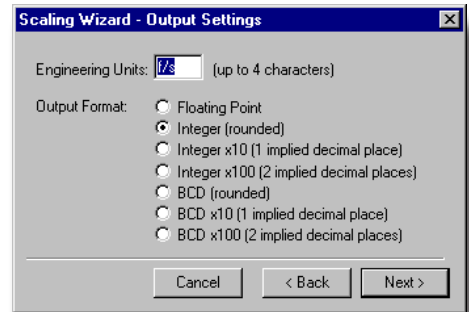 Scaling Wizard - Output Settings
Engineering Units: f/s (up to 4 characters)
Output Format: Floating Point
Integer (rounded)
Integer x10 (1 implied decimal place)
Integer x100 (2 implied decimal places)
BCD (rounded)
BCD x10 (1 implied decimal place)
BCD x100 (2 implied decimal places)
Cancel < Back Next >